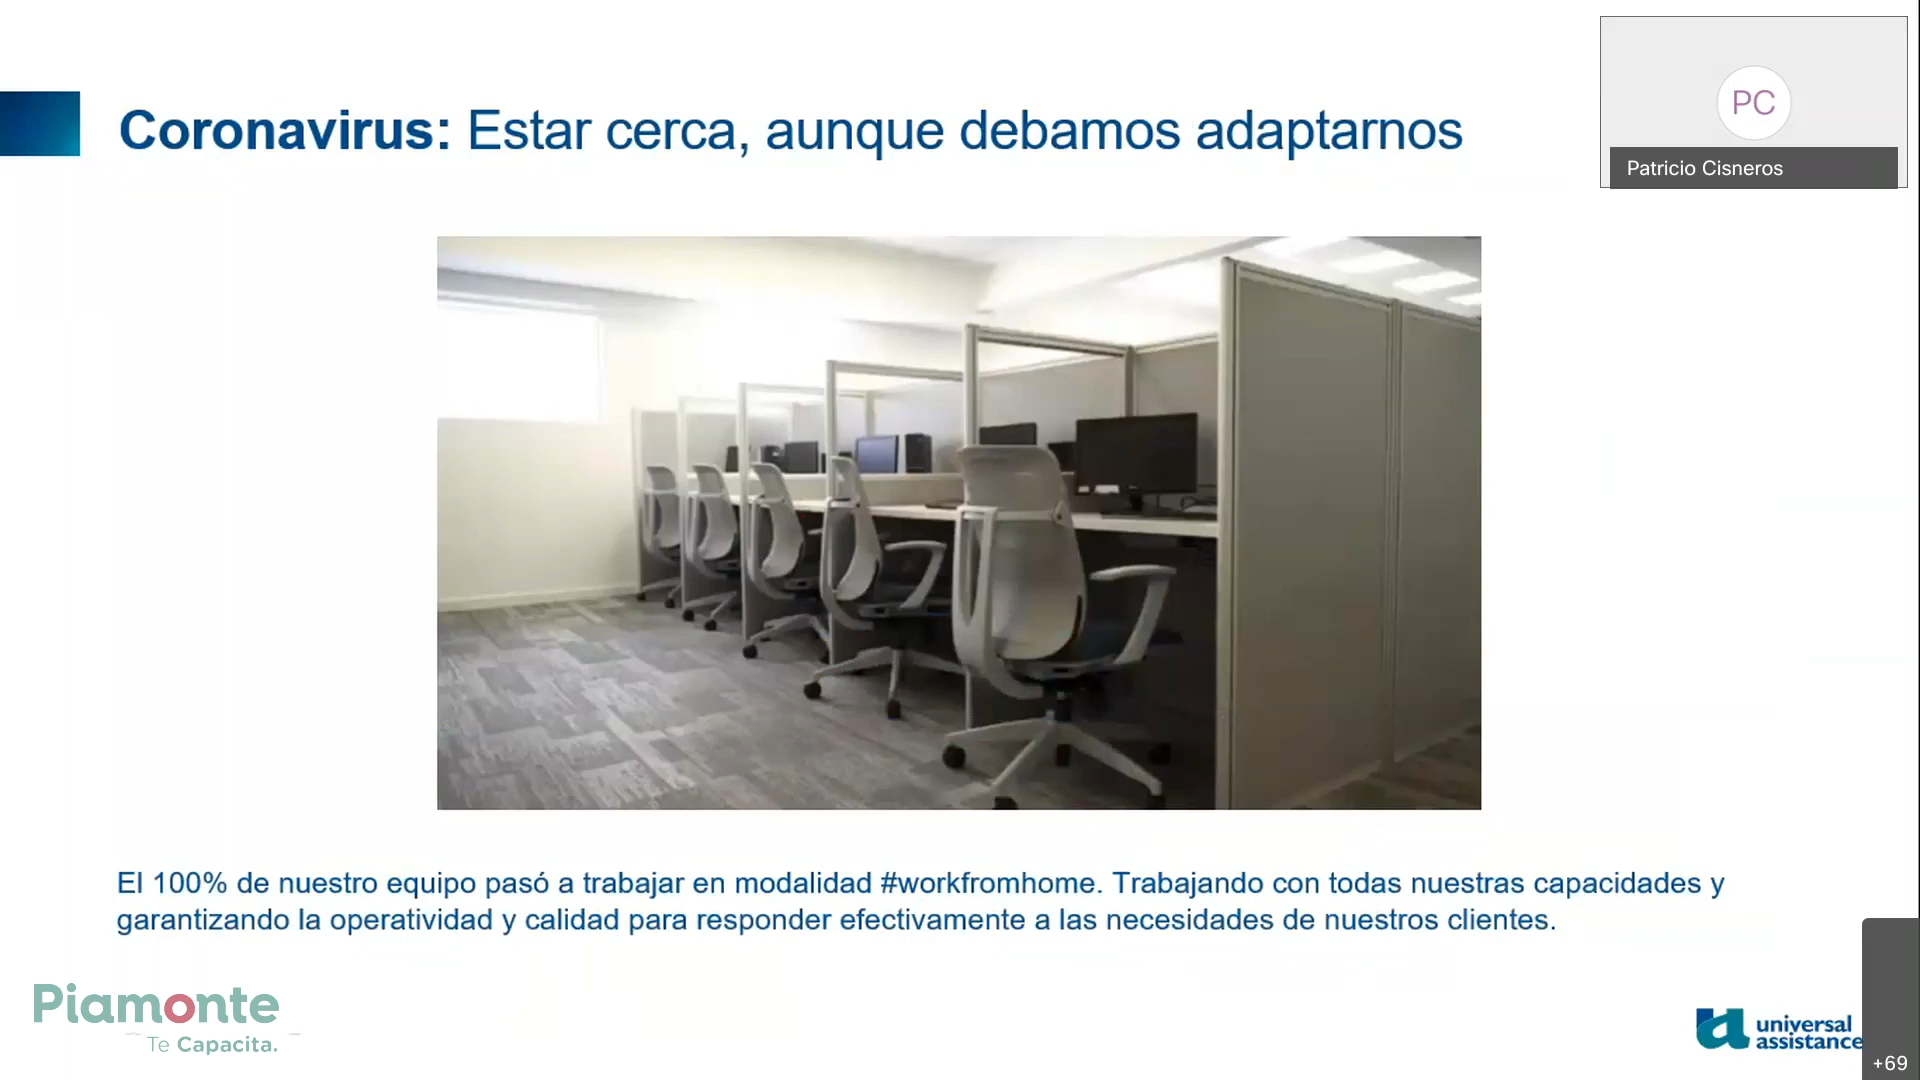 Coronavirus: Estar cerca, aunque debamos adaptarnos
PC
Patricio Cisneros
El 100% de nuestro equipo pasó a trabajar en modalidad #workfromhome. Trabajando con todas nuestras capacidades y
garantizando la operatividad y calidad para responder efectivamente a las necesidades de nuestros clientes.
Piamonte
Te Capacita.
ua universal
assistance
+69